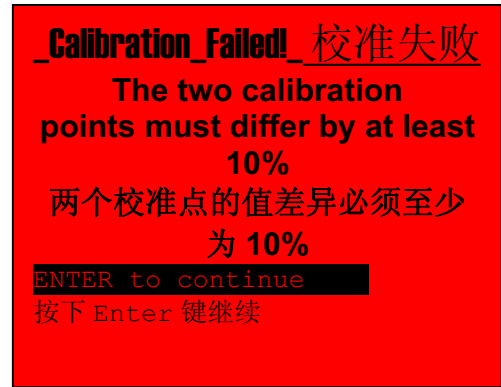 _Calibration_Failed!_ 校准失败
The two calibration
points must differ by at least
10%
两个校准点的值差异必须至少
为 10%
ENTER to continue
按下 Enter 键继续